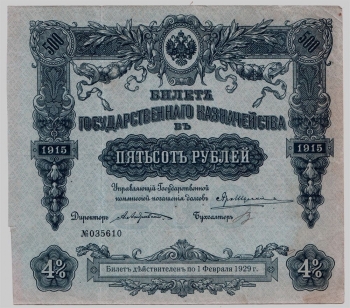 500 500
БИЛЕТЪ
ГОСУДАРСТВЕННАГО КАЗНАЧЕЙСТВА
ВЪ
1915 1915
ПЯТЬСОТЪ РУБЛЕЙ
Управляющій Государственной
комиссіей погашенія долговъ
Директоръ Бухгалтеръ
№035610
4% 4%
Билетъ дѣйствителенъ по 1 Февраля 1929 г.